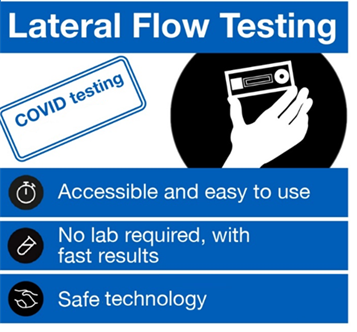 Lateral Flow Testing
COVID testing
Accessible and easy to use
No lab required, with
fast results
Safe technology